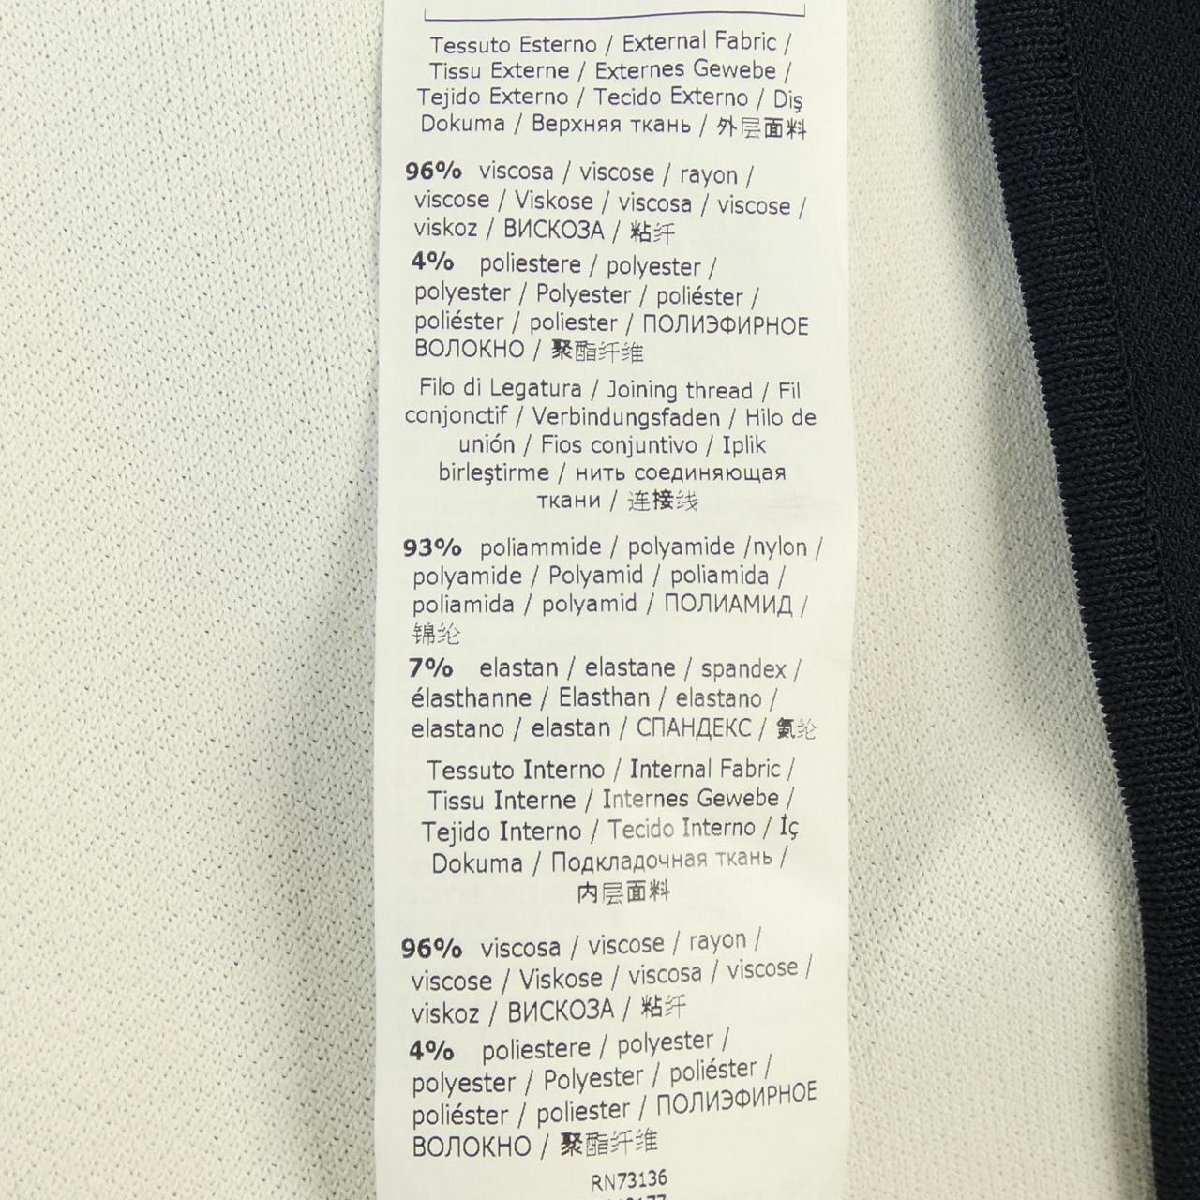 Tessuto Esterno / External Fabric /
Tissu Externe / Externes Gewebe /
Tejido Externo / Tecido Externo / Diş
Dokuma / Верхняя ткань / 外层面料
96% viscosa / viscose / rayon /
viscose / Viskose / viscosa / viscose /
viskoz / ВИСКОЗА / 粘纤
4% poliestere / polyester /
polyester / Polyester / poliéster /
poliéster / poliester / ПОЛИЭФИРНОЕ
ВОЛОКНО / 聚酯纤维
Filo di Legatura / Joining thread / Fil
conjonctif / Verbindungsfaden / Hilo de
unión / Fios conjuntivo / Iplik
birleştirme / нить соединяющая
ткани / 连接线
93% poliammide / polyamide /nylon /
polyamide / Polyamid / poliamida /
poliamida / polyamid / ПОЛИАМИД /
锦纶
7% elastan / elastane / spandex /
élasthanne / Elasthan / elastano /
elastano / elastan / СПАНДЕКС / 氨纶
Tessuto Interno / Internal Fabric /
Tissu Interne / Internes Gewebe /
Tejido Interno / Tecido Interno / İç
Dokuma / Подкладочная ткань /
内层面料
96% viscosa / viscose / rayon /
viscose / Viskose / viscosa / viscose /
viskoz / ВИСКОЗА / 粘纤
4% poliestere / polyester /
polyester / Polyester / poliéster /
poliéster / poliester / ПОЛИЭФИРНОЕ
ВОЛОКНО / 聚酯纤维
RN73136